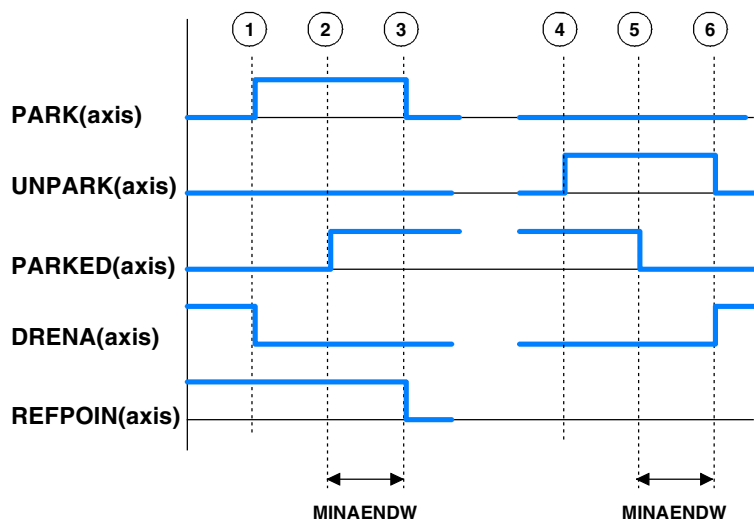 1 2 3 4 5 6
PARK(axis)
UNPARK(axis)
PARKED(axis)
DRENA(axis)
REFPOIN(axis)
MINAENDW MINAENDW